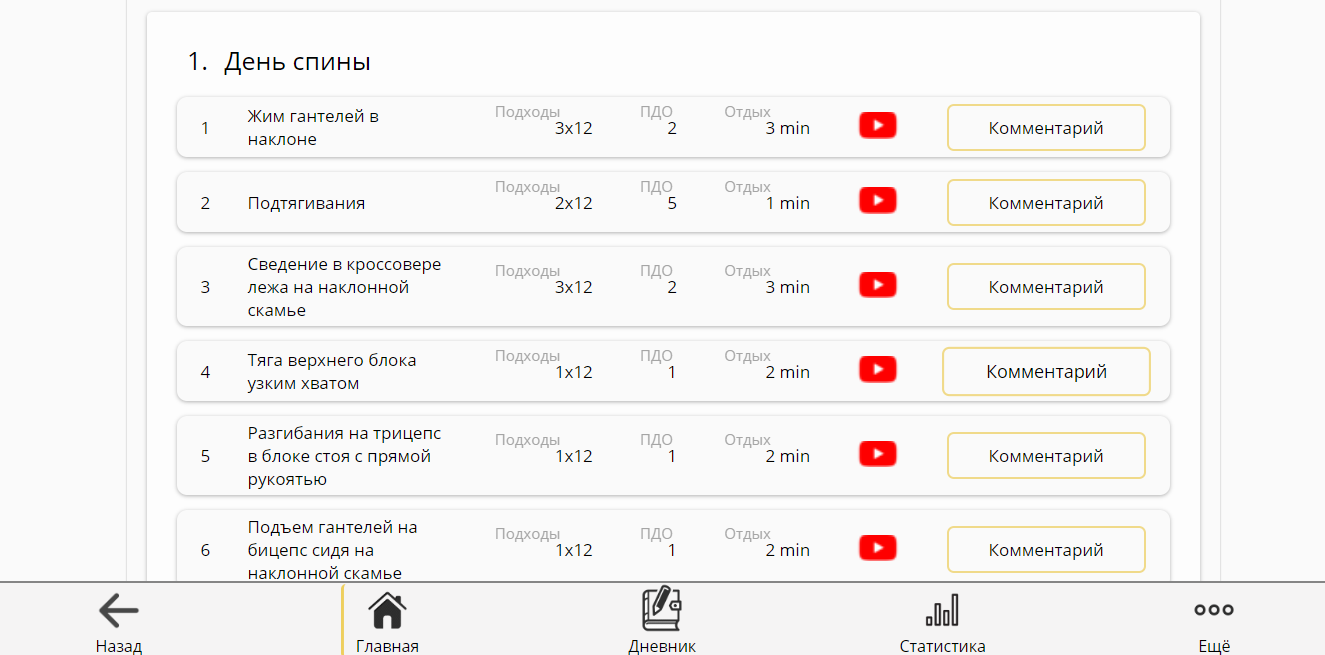 1. День спины
1 Жим гантелей в наклоне Подходы 3x12 ПДО 2 Отдых 3 min Комментарий
2 Подтягивания Подходы 2x12 ПДО 5 Отдых 1 min Комментарий
3 Сведение в кроссовере лежа на наклонной скамье Подходы 3x12 ПДО 2 Отдых 3 min Комментарий
4 Тяга верхнего блока узким хватом Подходы 1x12 ПДО 1 Отдых 2 min Комментарий
5 Разгибания на трицепс в блоке стоя с прямой рукоятью Подходы 1x12 ПДО 1 Отдых 2 min Комментарий
6 Подъем гантелей на бицепс сидя на наклонной скамье Подходы 1x12 ПДО 1 Отдых 2 min Комментарий
Назад Главная Дневник Статистика Ещё